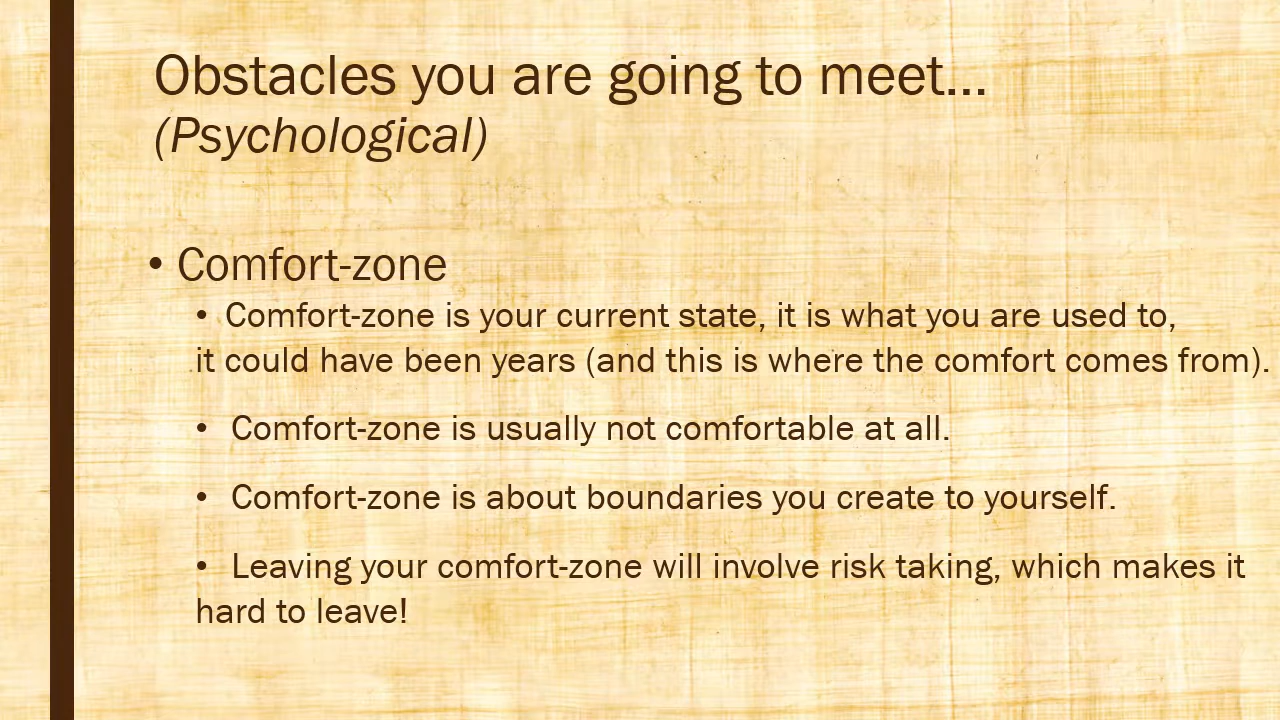 Obstacles you are going to meet...
(Psychological)
• Comfort-zone
• Comfort-zone is your current state, it is what you are used to,
it could have been years (and this is where the comfort comes from).
• Comfort-zone is usually not comfortable at all.
• Comfort-zone is about boundaries you create to yourself.
• Leaving your comfort-zone will involve risk taking, which makes it
hard to leave!